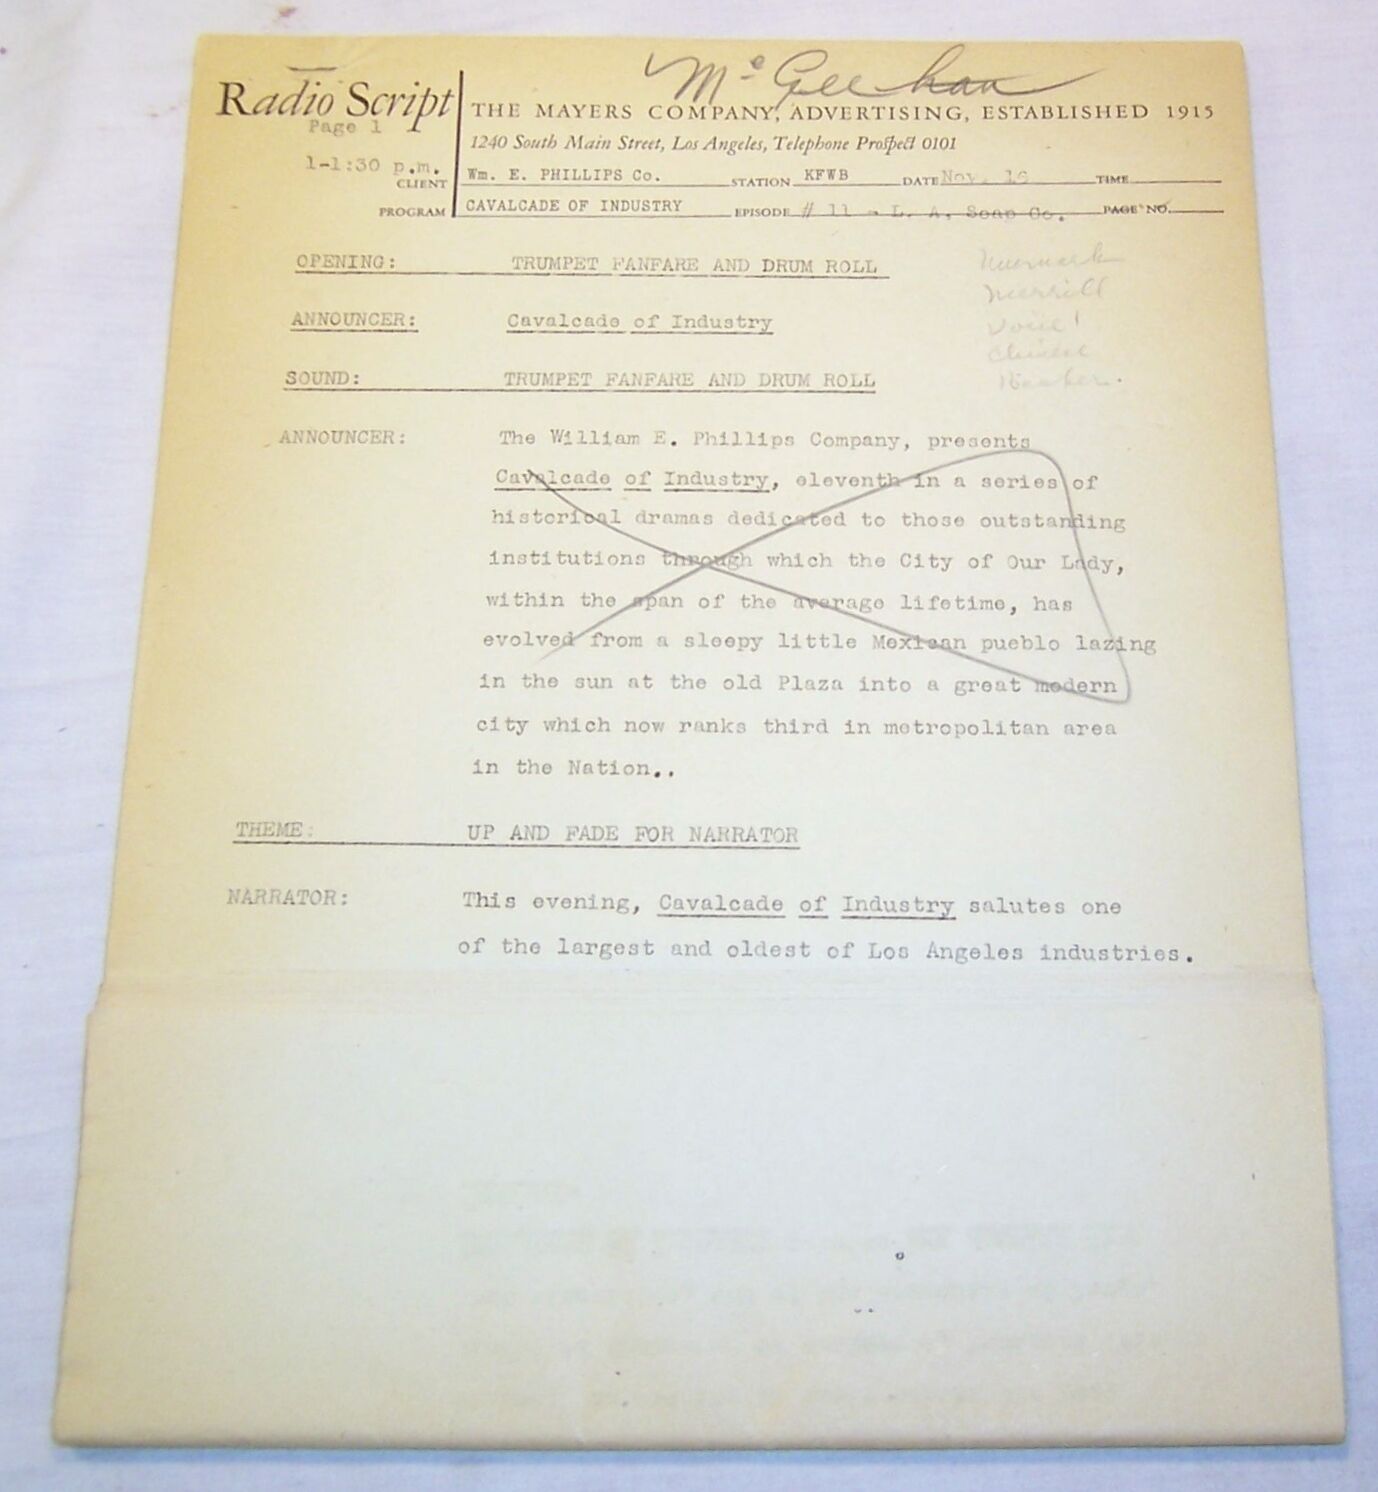 McGeehan
Radio Script
Page 1
THE MAYERS COMPANY, ADVERTISING, ESTABLISHED 1915
1240 South Main Street, Los Angeles, Telephone Prospect 0101
1-1:30 p.m.
CLIENT Wm. E. PHILLIPS Co. STATION KFWB DATE Nov. TIME
PROGRAM CAVALCADE OF INDUSTRY EPISODE # 11 - L. A. Soap Co. PAGE NO.
OPENING: TRUMPET FANFARE AND DRUM ROLL
Merrill
Voice
ANNOUNCER: Cavalcade of Industry
Chinese
SOUND: TRUMPET FANFARE AND DRUM ROLL
ANNOUNCER: The William E. Phillips Company, presents
Cavalcade of Industry, eleventh in a series of
historical dramas dedicated to those outstanding
institutions through which the City of Our Lady,
within the span of the average lifetime, has
evolved from a sleepy little Mexican pueblo lazing
in the sun at the old Plaza into a great modern
city which now ranks third in metropolitan area
in the Nation..
THEME: UP AND FADE FOR NARRATOR
NARRATOR: This evening, Cavalcade of Industry salutes one
of the largest and oldest of Los Angeles industries.